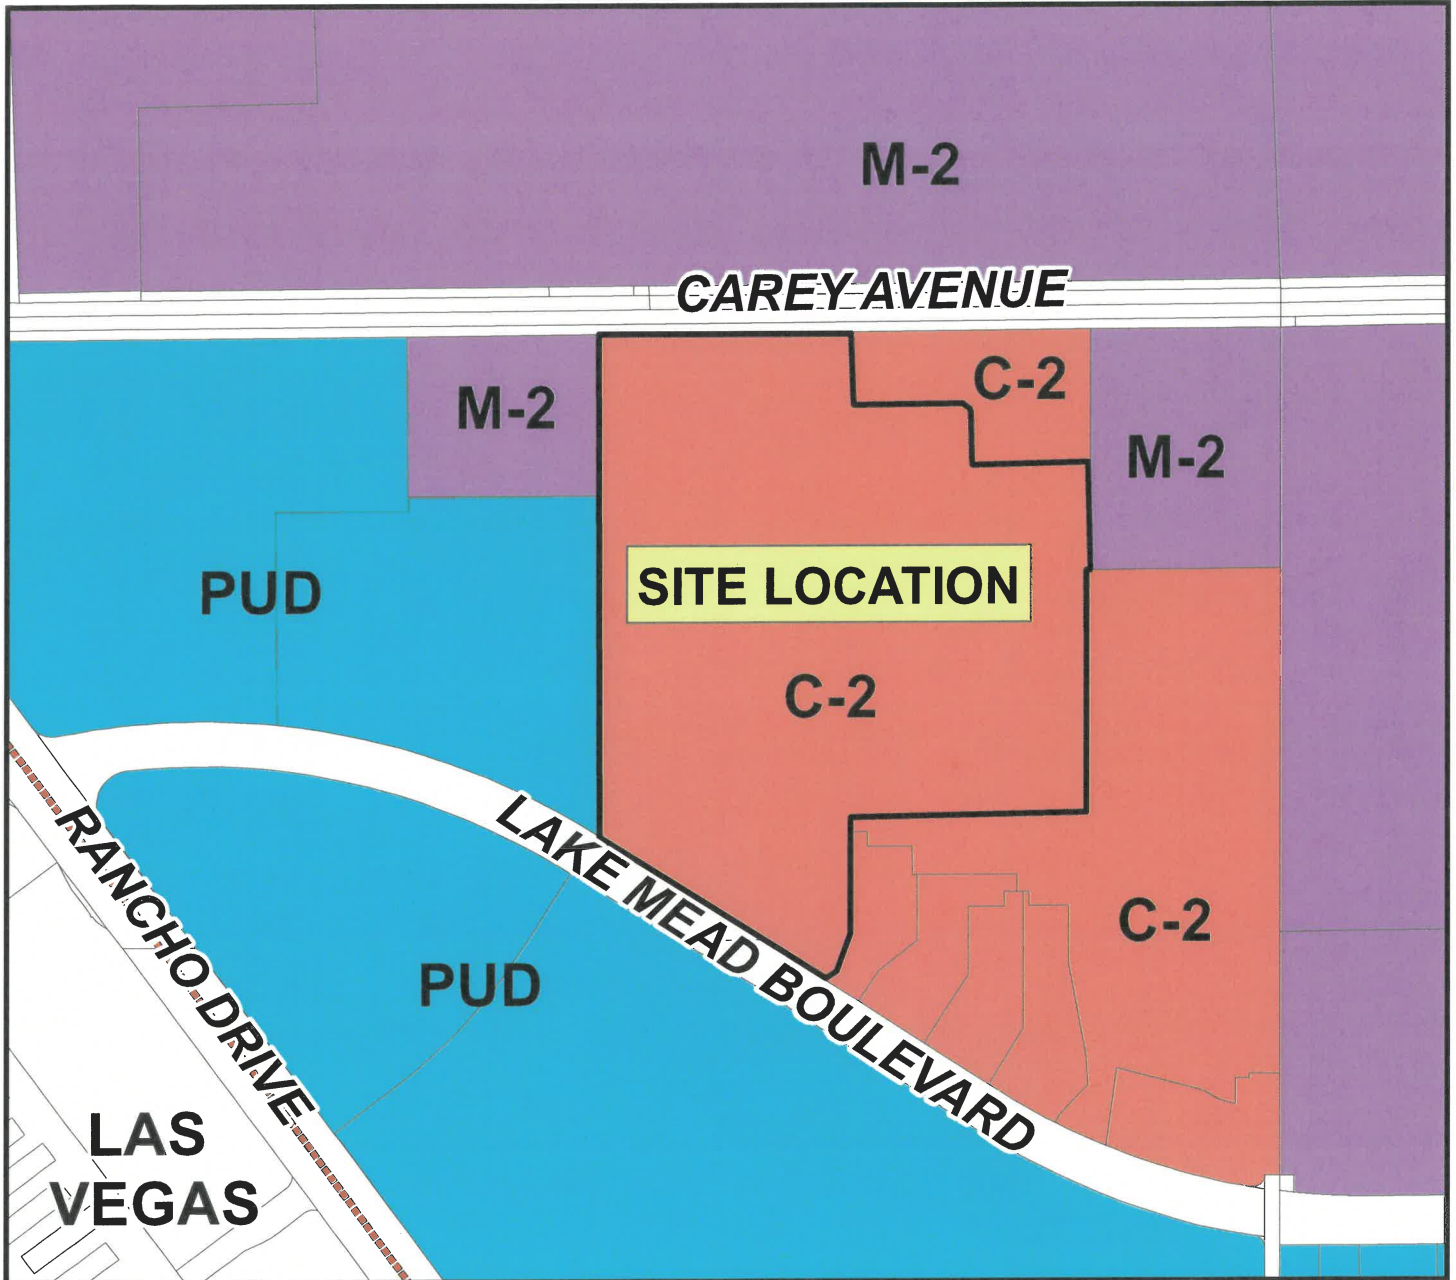 M-2
CAREY AVENUE
C-2
M-2
M-2
SITE LOCATION
PUD
C-2
LAKE MEAD BOULEVARD
RANCHO DRIVE
C-2
PUD
LAS
VEGAS